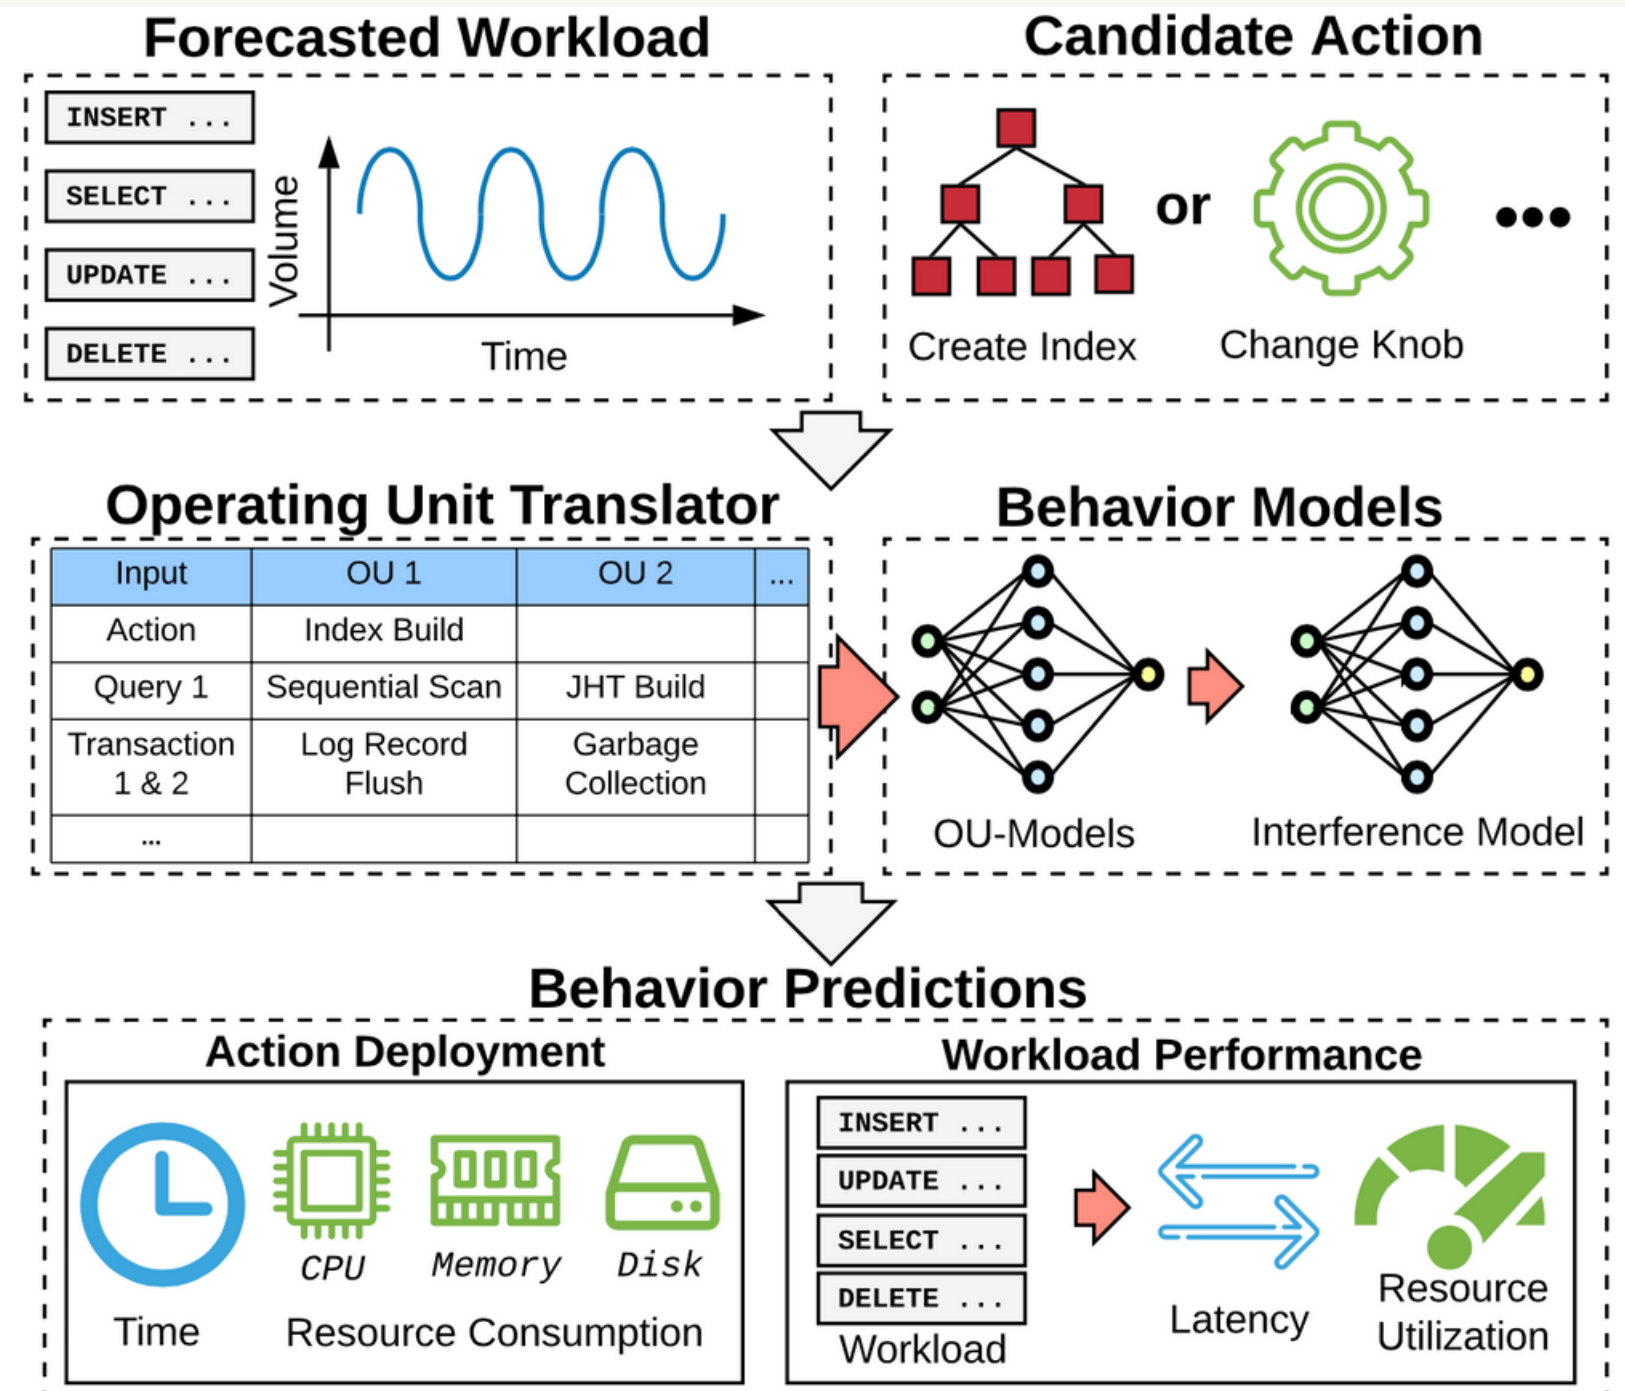 Forecasted Workload
INSERT ...
SELECT ...
UPDATE ...
DELETE ...
Volume
Time
Candidate Action
or
...
Create Index
Change Knob
Operating Unit Translator
Input OU 1 OU 2 ...
Action Index Build
Query 1 Sequential Scan JHT Build
Transaction Log Record Garbage
1 & 2 Flush Collection
...
Behavior Models
OU-Models
Interference Model
Behavior Predictions
Action Deployment
CPU Memory Disk
Time Resource Consumption
Workload Performance
INSERT ...
UPDATE ...
SELECT ...
DELETE ...
Workload
Latency
Resource
Utilization